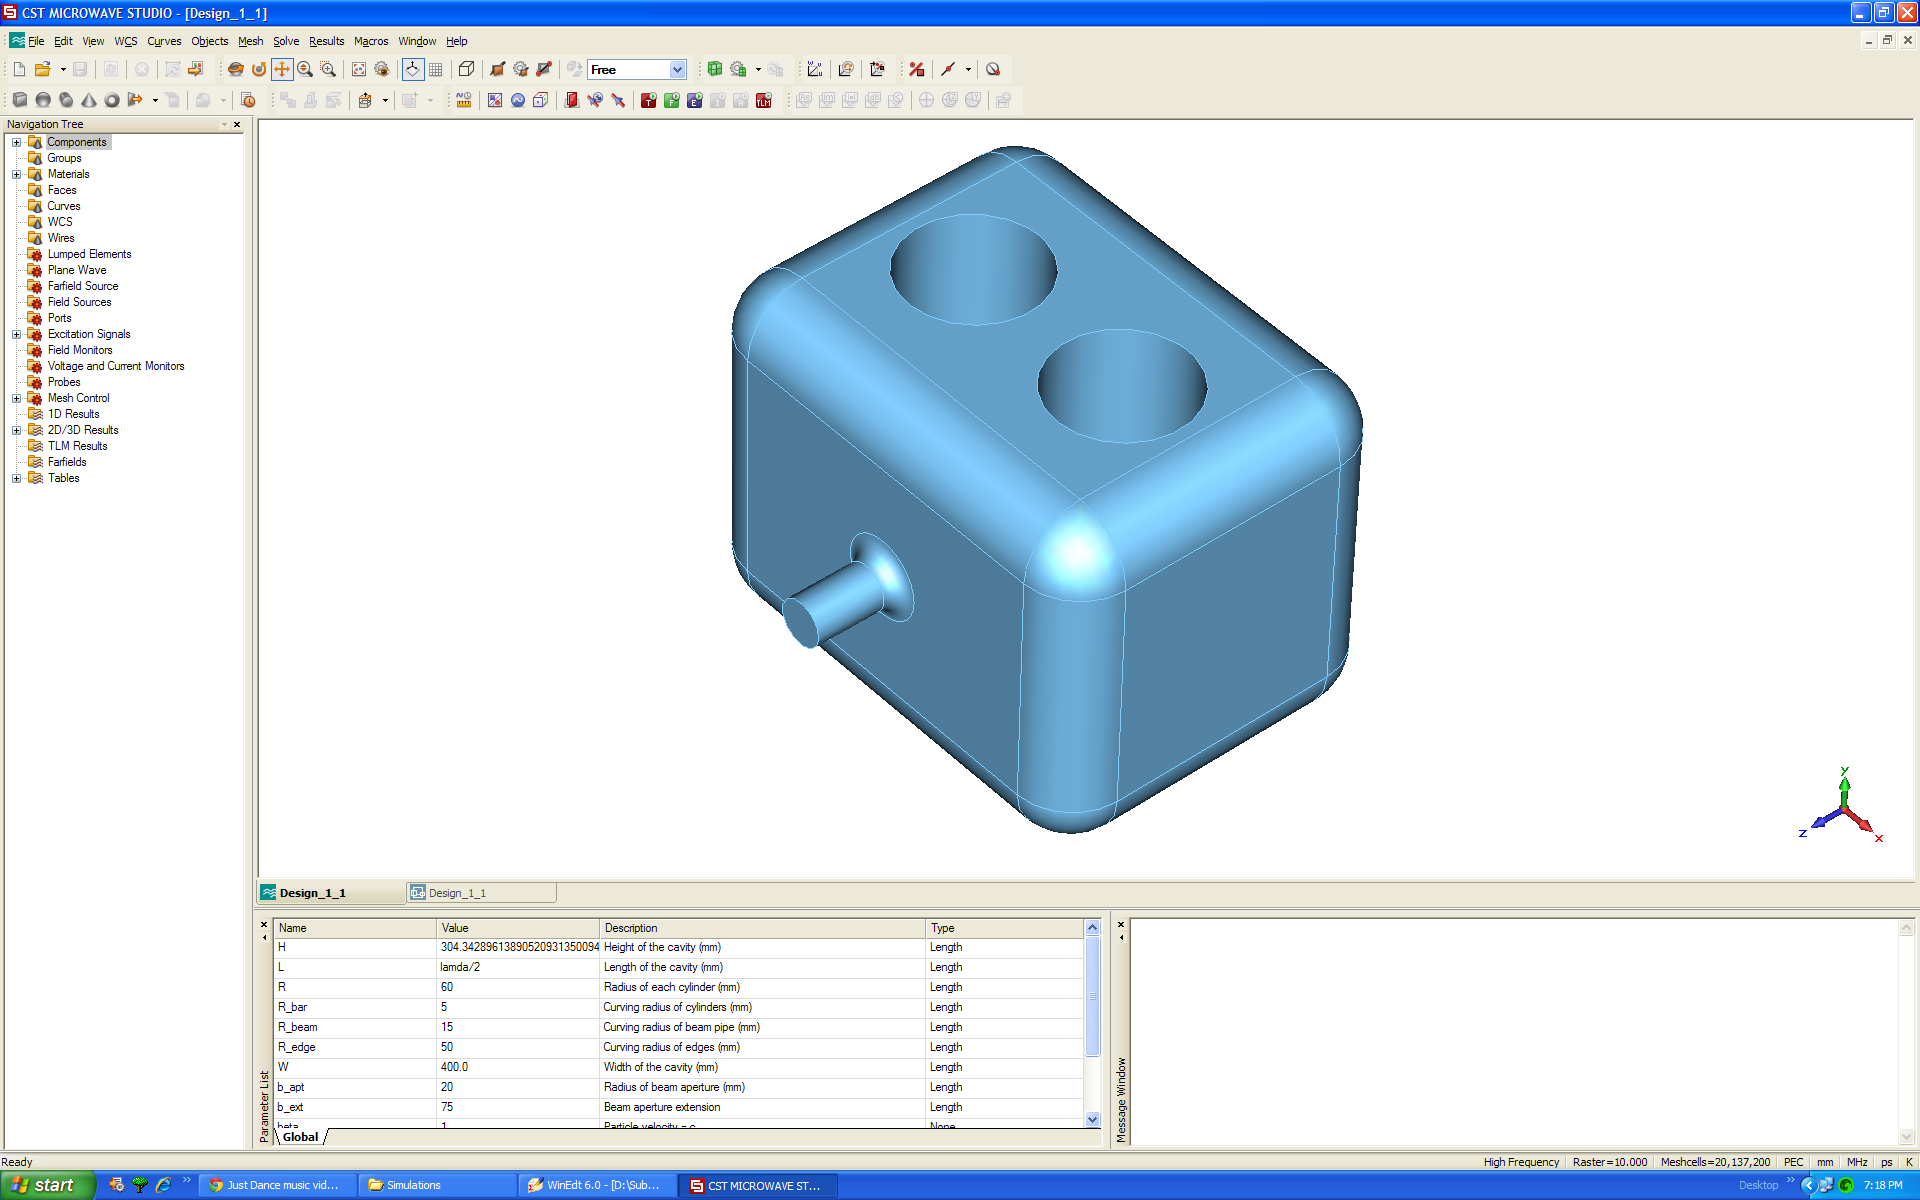 CST MICROWAVE STUDIO - [Design_1_1]
File Edit View WCS Curves Objects Mesh Solve Results Macros Window Help
Free
Navigation Tree
Components
Groups
Materials
Faces
Curves
WCS
Wires
Lumped Elements
Plane Wave
Farfield Source
Field Sources
Ports
Excitation Signals
Field Monitors
Voltage and Current Monitors
Probes
Mesh Control
1D Results
2D/3D Results
TLM Results
Farfields
Tables
y
z
x
Design_1_1 Design_1_1
Parameter List
Name Value Description Type
H 304.34289613890520931350094 Height of the cavity (mm) Length
L lamda/2 Length of the cavity (mm) Length
R 60 Radius of each cylinder (mm) Length
R_bar 5 Curving radius of cylinders (mm) Length
R_beam 15 Curving radius of beam pipe (mm) Length
R_edge 50 Curving radius of edges (mm) Length
W 400.0 Width of the cavity (mm) Length
b_apt 20 Radius of beam aperture (mm) Length
b_ext 75 Beam aperture extension Length
beta 1 Particle velocity = c None
Global
Message Window
Ready High Frequency Raster=10.000 Meshcells=20,137,200 PEC mm MHz ps K
start Just Dance music vid... Simulations WinEdt 6.0 - [D:\Sub... CST MICROWAVE ST... Desktop 7:18 PM